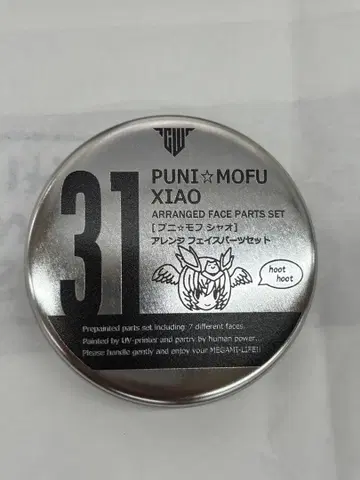 31
PUNI☆MOFU
XIAO
ARRANGED FACE PARTS SET
[プニ☆モフ シャオ]
アレンジ フェイスパーツセット
hoot
hoot
Prepainted parts set including 7 different faces.
Painted by UV-printer and partry by human power...
Please handle gently and enjoy your MEGAMI-LIFE!!